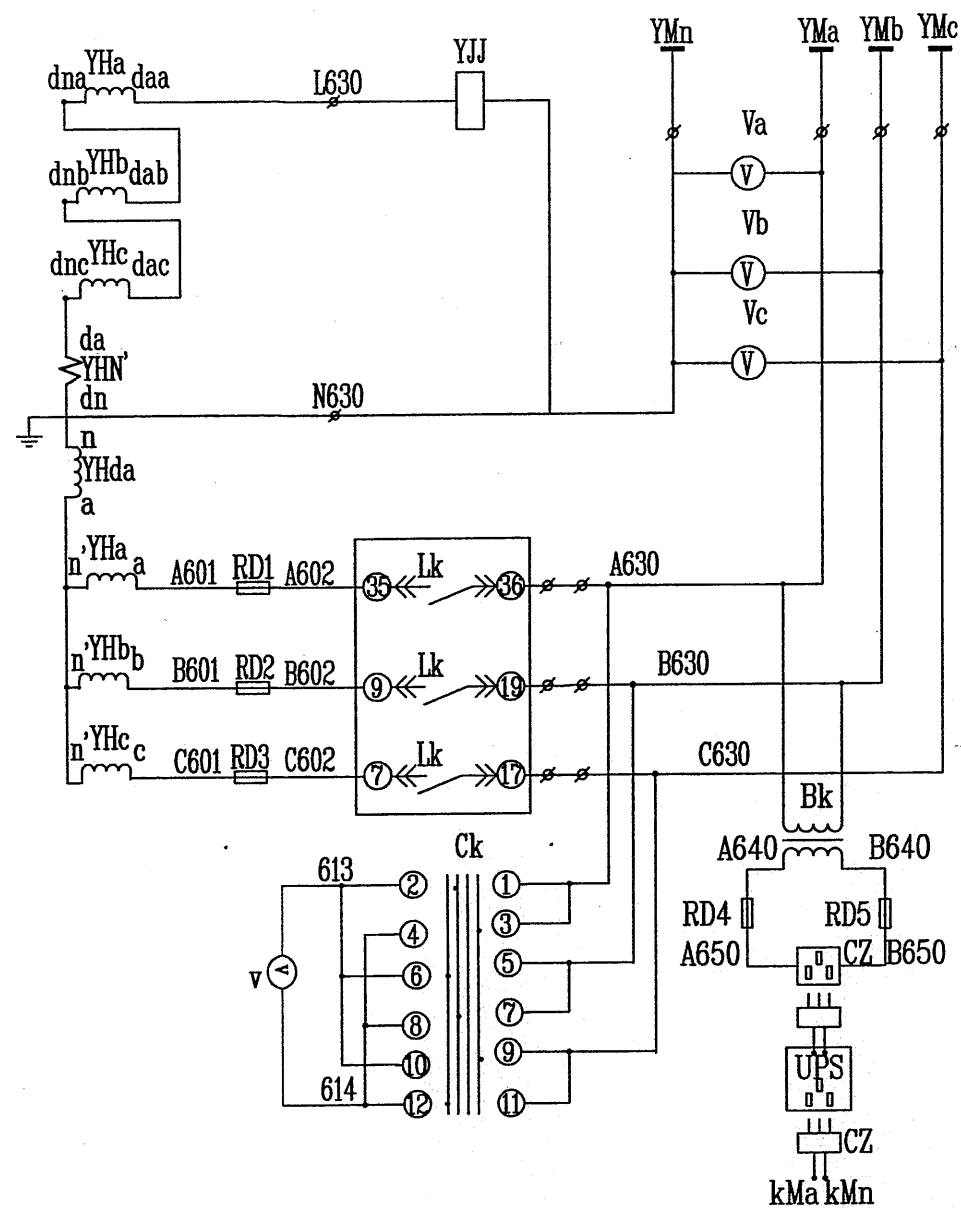 YMn YMa YMb YMc
YJJ
YHa
dna daa
L630
Va
V
YHb
dnb dab
Vb
V
YHc
dnc dac
Vc
V
da
YHN'
dn
N630
n
YHda
a
n'YHa a
A601 RD1 A602
35 Lk 36
A630
n'YHb b
B601 RD2 B602
9 Lk 19
B630
n'YHc c
C601 RD3 C602
7 Lk 17
C630
Bk
Ck
A640 B640
613
2 1
4 3
RD4 RD5
A650 CZ B650
V
V
6 5
8 7
10 9
614
12 11
UPS
CZ
kMa kMn